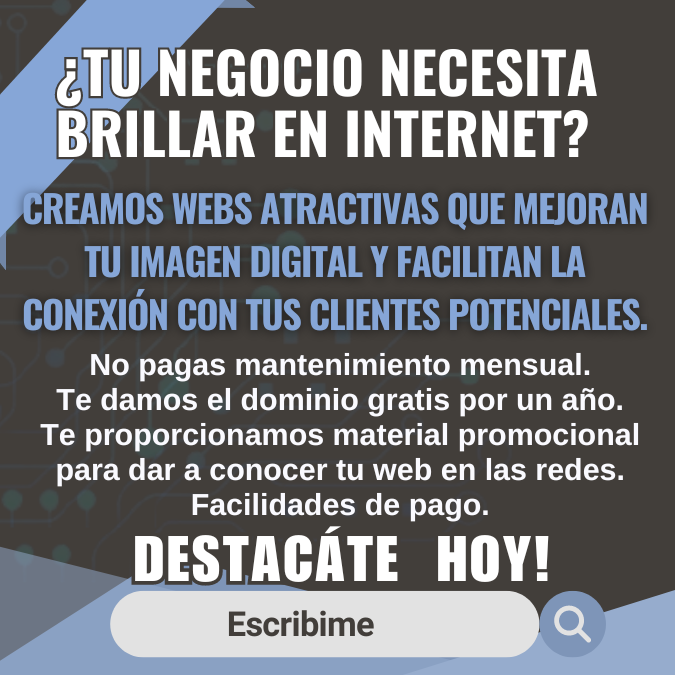 ¿TU NEGOCIO NECESITA
BRILLAR EN INTERNET?
CREAMOS WEBS ATRACTIVAS QUE MEJORAN
TU IMAGEN DIGITAL Y FACILITAN LA
CONEXIÓN CON TUS CLIENTES POTENCIALES.
No pagas mantenimiento mensual.
Te damos el dominio gratis por un año.
Te proporcionamos material promocional
para dar a conocer tu web en las redes.
Facilidades de pago.
DESTACÁTE HOY!
Escribime